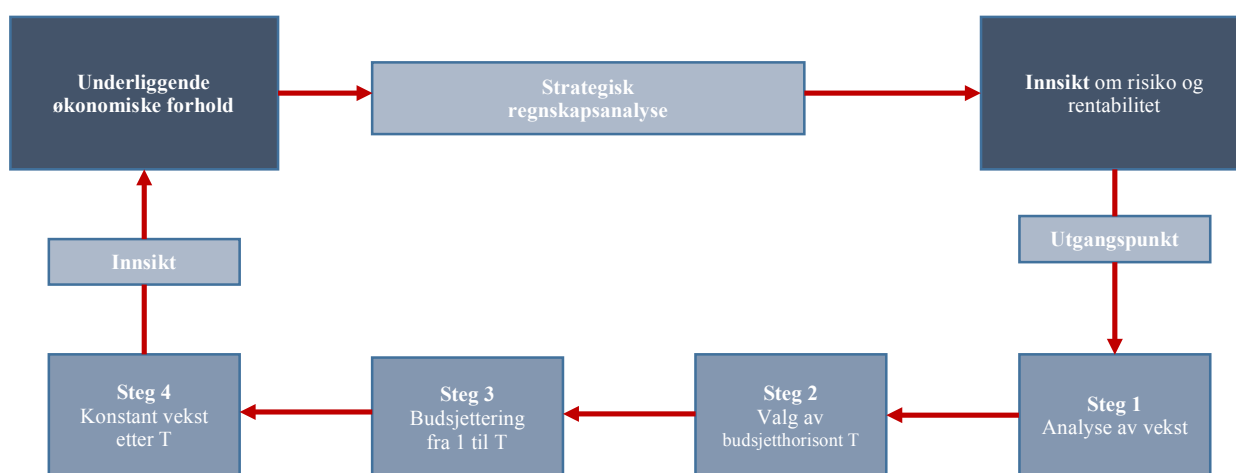 Underliggende
økonomiske forhold
Strategisk
regnskapsanalyse
Innsikt om risiko og
rentabilitet
Innsikt
Utgangspunkt
Steg 4
Konstant vekst
etter T
Steg 3
Budsjettering
fra 1 til T
Steg 2
Valg av
budsjetthorisont T
Steg 1
Analyse av vekst